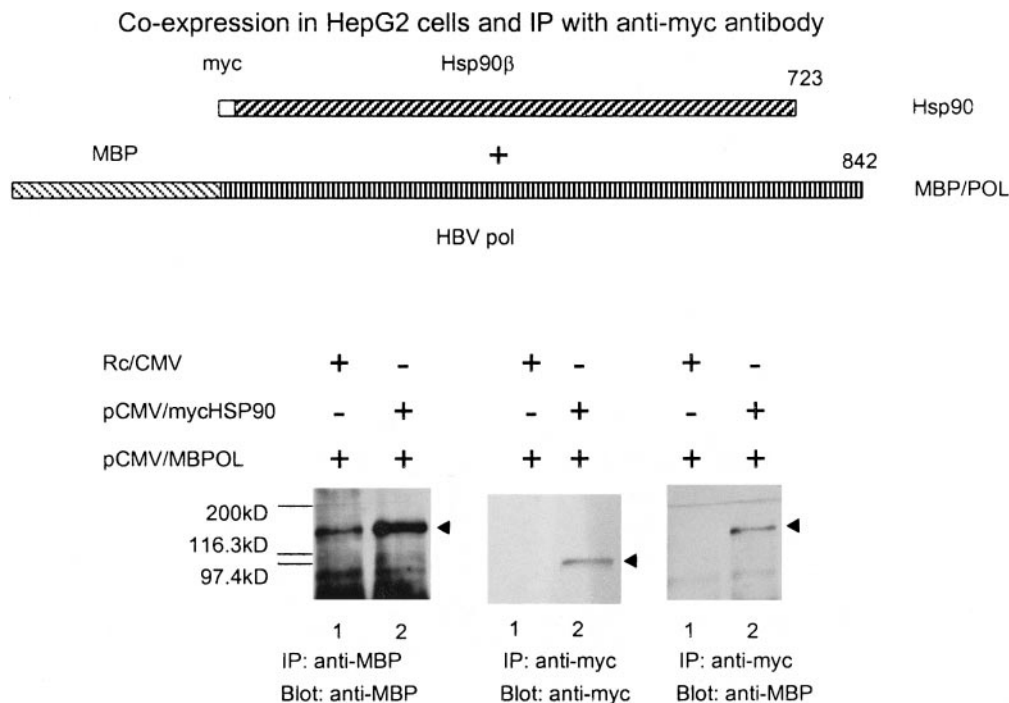 Co-expression in HepG2 cells and IP with anti-myc antibody
myc Hsp90β 723
Hsp90
MBP + 842
MBP/POL
HBV pol
Rc/CMV + - + - + -
pCMV/mycHSP90 - + - + - +
pCMV/MBPOL + + + + + +
200kD
116.3kD
97.4kD
1 2 1 2 1 2
IP: anti-MBP IP: anti-myc IP: anti-myc
Blot: anti-MBP Blot: anti-myc Blot: anti-MBP